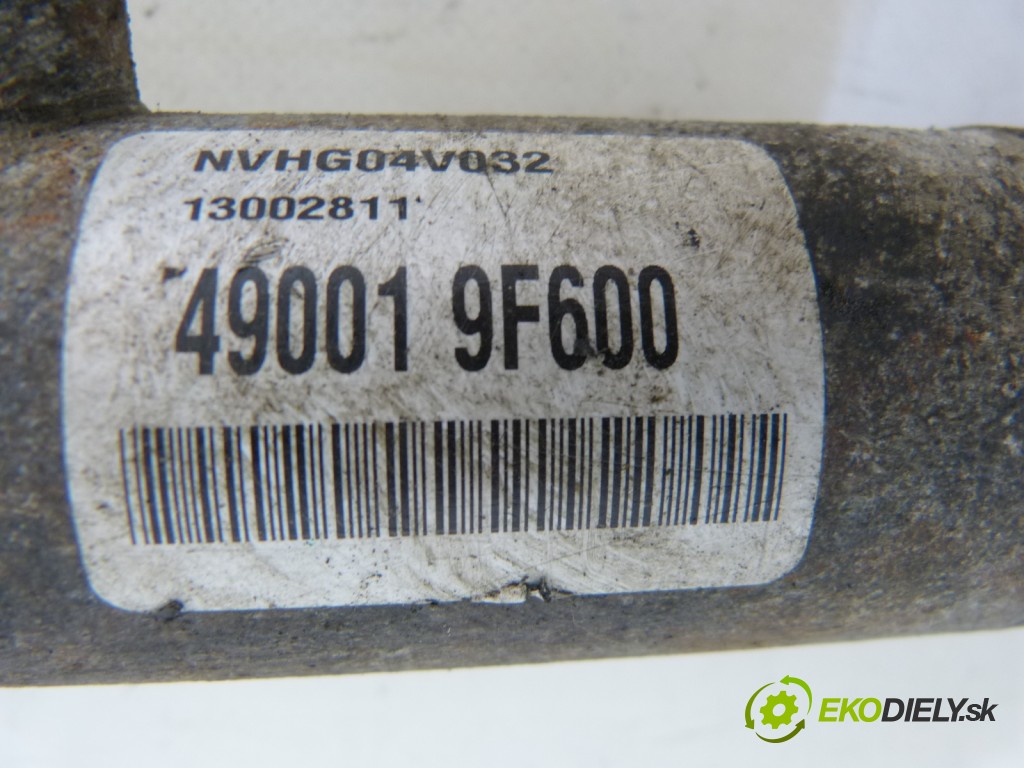 NVHG04V032
13002811
49001 9F600
EKODIELY.sk